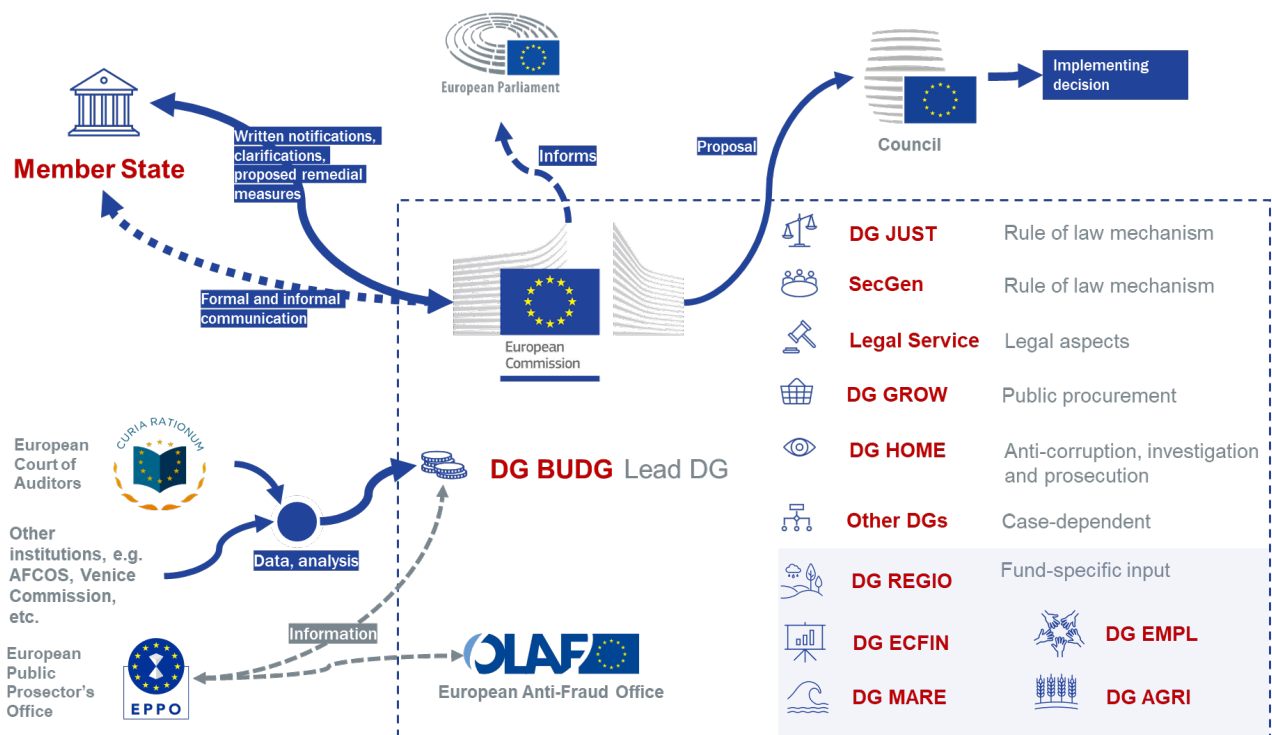 European Parliament
Implementing
decision
Council
Written notifications,
clarifications,
proposed remedial
measures
Informs
Proposal
Member State
Formal and informal
communication
European
Commission
DG JUST
Rule of law mechanism
SecGen
Rule of law mechanism
Legal Service
Legal aspects
DG GROW
Public procurement
DG HOME
Anti-corruption, investigation
and prosecution
Other DGs
Case-dependent
DG REGIO
Fund-specific input
DG ECFIN
DG EMPL
DG MARE
DG AGRI
European
Court of
Auditors
CURIA RATIONUM
DG BUDG Lead DG
Other
institutions, e.g.
AFCOS, Venice
Commission,
etc.
Data, analysis
Information
European
Public
Prosector's
Office
EPPO
OLAF
European Anti-Fraud Office